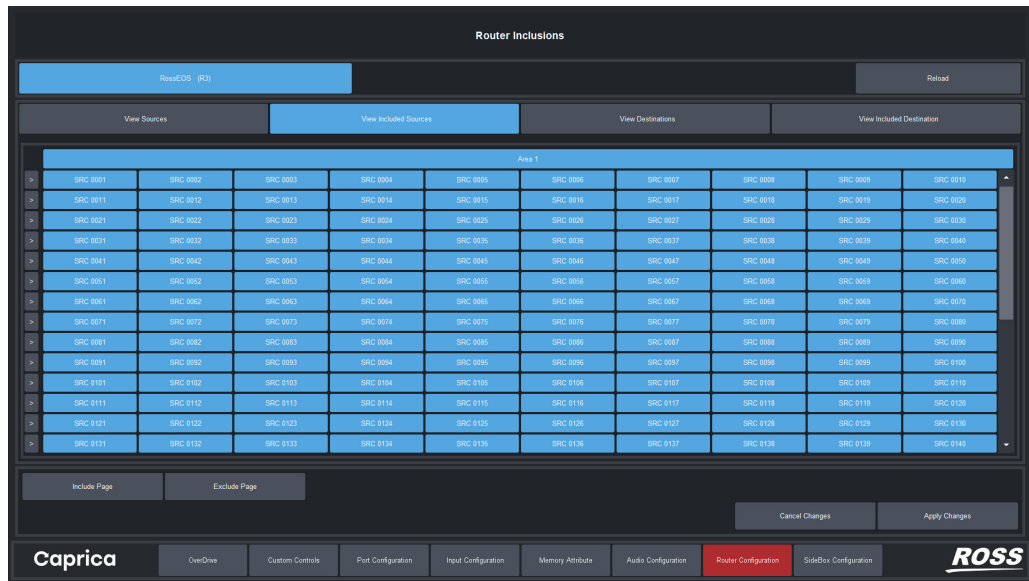 Router Inclusions
RossEOS (R3) Reload
View Sources View Included Sources View Destinations View Included Destination
Area 1
> SRC 0001 SRC 0002 SRC 0003 SRC 0004 SRC 0005 SRC 0006 SRC 0007 SRC 0008 SRC 0009 SRC 0010
> SRC 0011 SRC 0012 SRC 0013 SRC 0014 SRC 0015 SRC 0016 SRC 0017 SRC 0018 SRC 0019 SRC 0020
> SRC 0021 SRC 0022 SRC 0023 SRC 0024 SRC 0025 SRC 0026 SRC 0027 SRC 0028 SRC 0029 SRC 0030
> SRC 0031 SRC 0032 SRC 0033 SRC 0034 SRC 0035 SRC 0036 SRC 0037 SRC 0038 SRC 0039 SRC 0040
> SRC 0041 SRC 0042 SRC 0043 SRC 0044 SRC 0045 SRC 0046 SRC 0047 SRC 0048 SRC 0049 SRC 0050
> SRC 0051 SRC 0052 SRC 0053 SRC 0054 SRC 0055 SRC 0056 SRC 0057 SRC 0058 SRC 0059 SRC 0060
> SRC 0061 SRC 0062 SRC 0063 SRC 0064 SRC 0065 SRC 0066 SRC 0067 SRC 0068 SRC 0069 SRC 0070
> SRC 0071 SRC 0072 SRC 0073 SRC 0074 SRC 0075 SRC 0076 SRC 0077 SRC 0078 SRC 0079 SRC 0080
> SRC 0081 SRC 0082 SRC 0083 SRC 0084 SRC 0085 SRC 0086 SRC 0087 SRC 0088 SRC 0089 SRC 0090
> SRC 0091 SRC 0092 SRC 0093 SRC 0094 SRC 0095 SRC 0096 SRC 0097 SRC 0098 SRC 0099 SRC 0100
> SRC 0101 SRC 0102 SRC 0103 SRC 0104 SRC 0105 SRC 0106 SRC 0107 SRC 0108 SRC 0109 SRC 0110
> SRC 0111 SRC 0112 SRC 0113 SRC 0114 SRC 0115 SRC 0116 SRC 0117 SRC 0118 SRC 0119 SRC 0120
> SRC 0121 SRC 0122 SRC 0123 SRC 0124 SRC 0125 SRC 0126 SRC 0127 SRC 0128 SRC 0129 SRC 0130
> SRC 0131 SRC 0132 SRC 0133 SRC 0134 SRC 0135 SRC 0136 SRC 0137 SRC 0138 SRC 0139 SRC 0140
Include Page Exclude Page
Cancel Changes Apply Changes
Caprica OverDrive Custom Controls Port Configuration Input Configuration Memory Attribute Audio Configuration Router Configuration SideBox Configuration ROSS